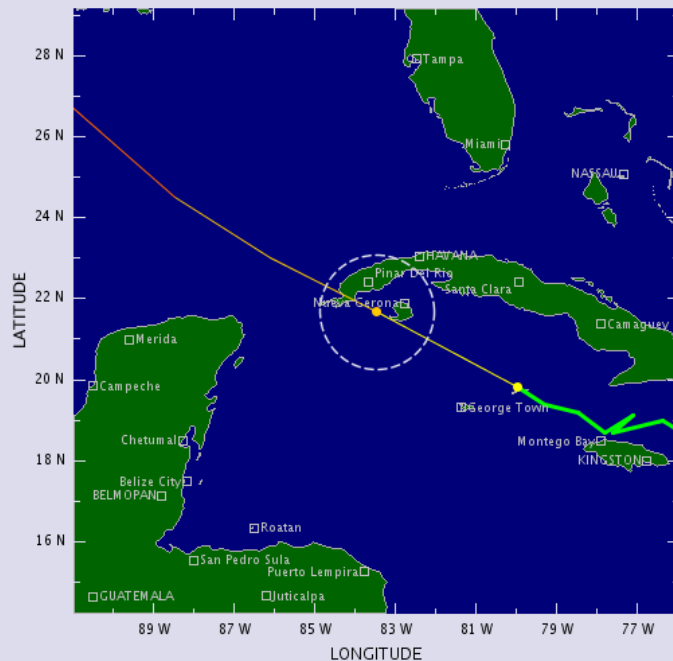 28 N
Tampa
26 N
Miami
NASSAU
24 N
HAVANA
Pinar Del Rio
22 N
Nueva Gerona
Santa Clara
Camaguey
Merida
20 N
Campeche
George Town
Chetumal
Montego Bay
18 N
KINGSTON
Belize City
BELMOPAN
Roatan
16 N
San Pedro Sula
Puerto Lempira
GUATEMALA
Juticalpa
89 W
87 W
85 W
83 W
81 W
79 W
77 W
LONGITUDE
LATITUDE